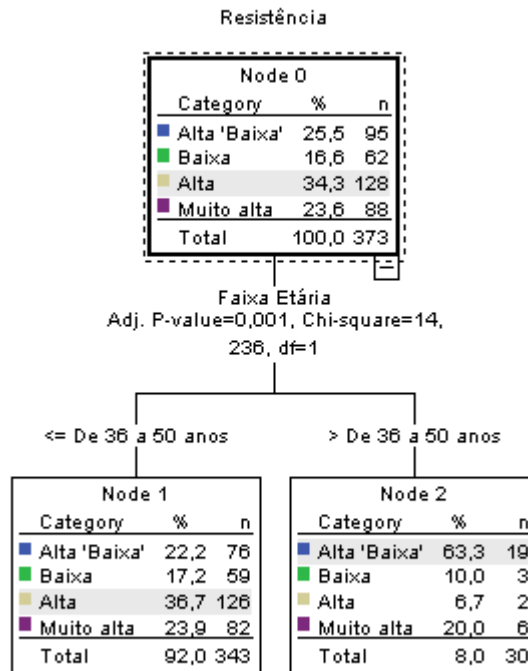 Resistência
Node 0
Category % n
Alta 'Baixa' 25,5 95
Baixa 16,6 62
Alta 34,3 128
Muito alta 23,6 88
Total 100,0 373
Faixa Etária
Adj. P-value=0,001, Chi-square=14,
236, df=1
<= De 36 a 50 anos
> De 36 a 50 anos
Node 1
Category % n
Alta 'Baixa' 22,2 76
Baixa 17,2 59
Alta 36,7 126
Muito alta 23,9 82
Total 92,0 343
Node 2
Category % n
Alta 'Baixa' 63,3 19
Baixa 10,0 3
Alta 6,7 2
Muito alta 20,0 6
Total 8,0 30